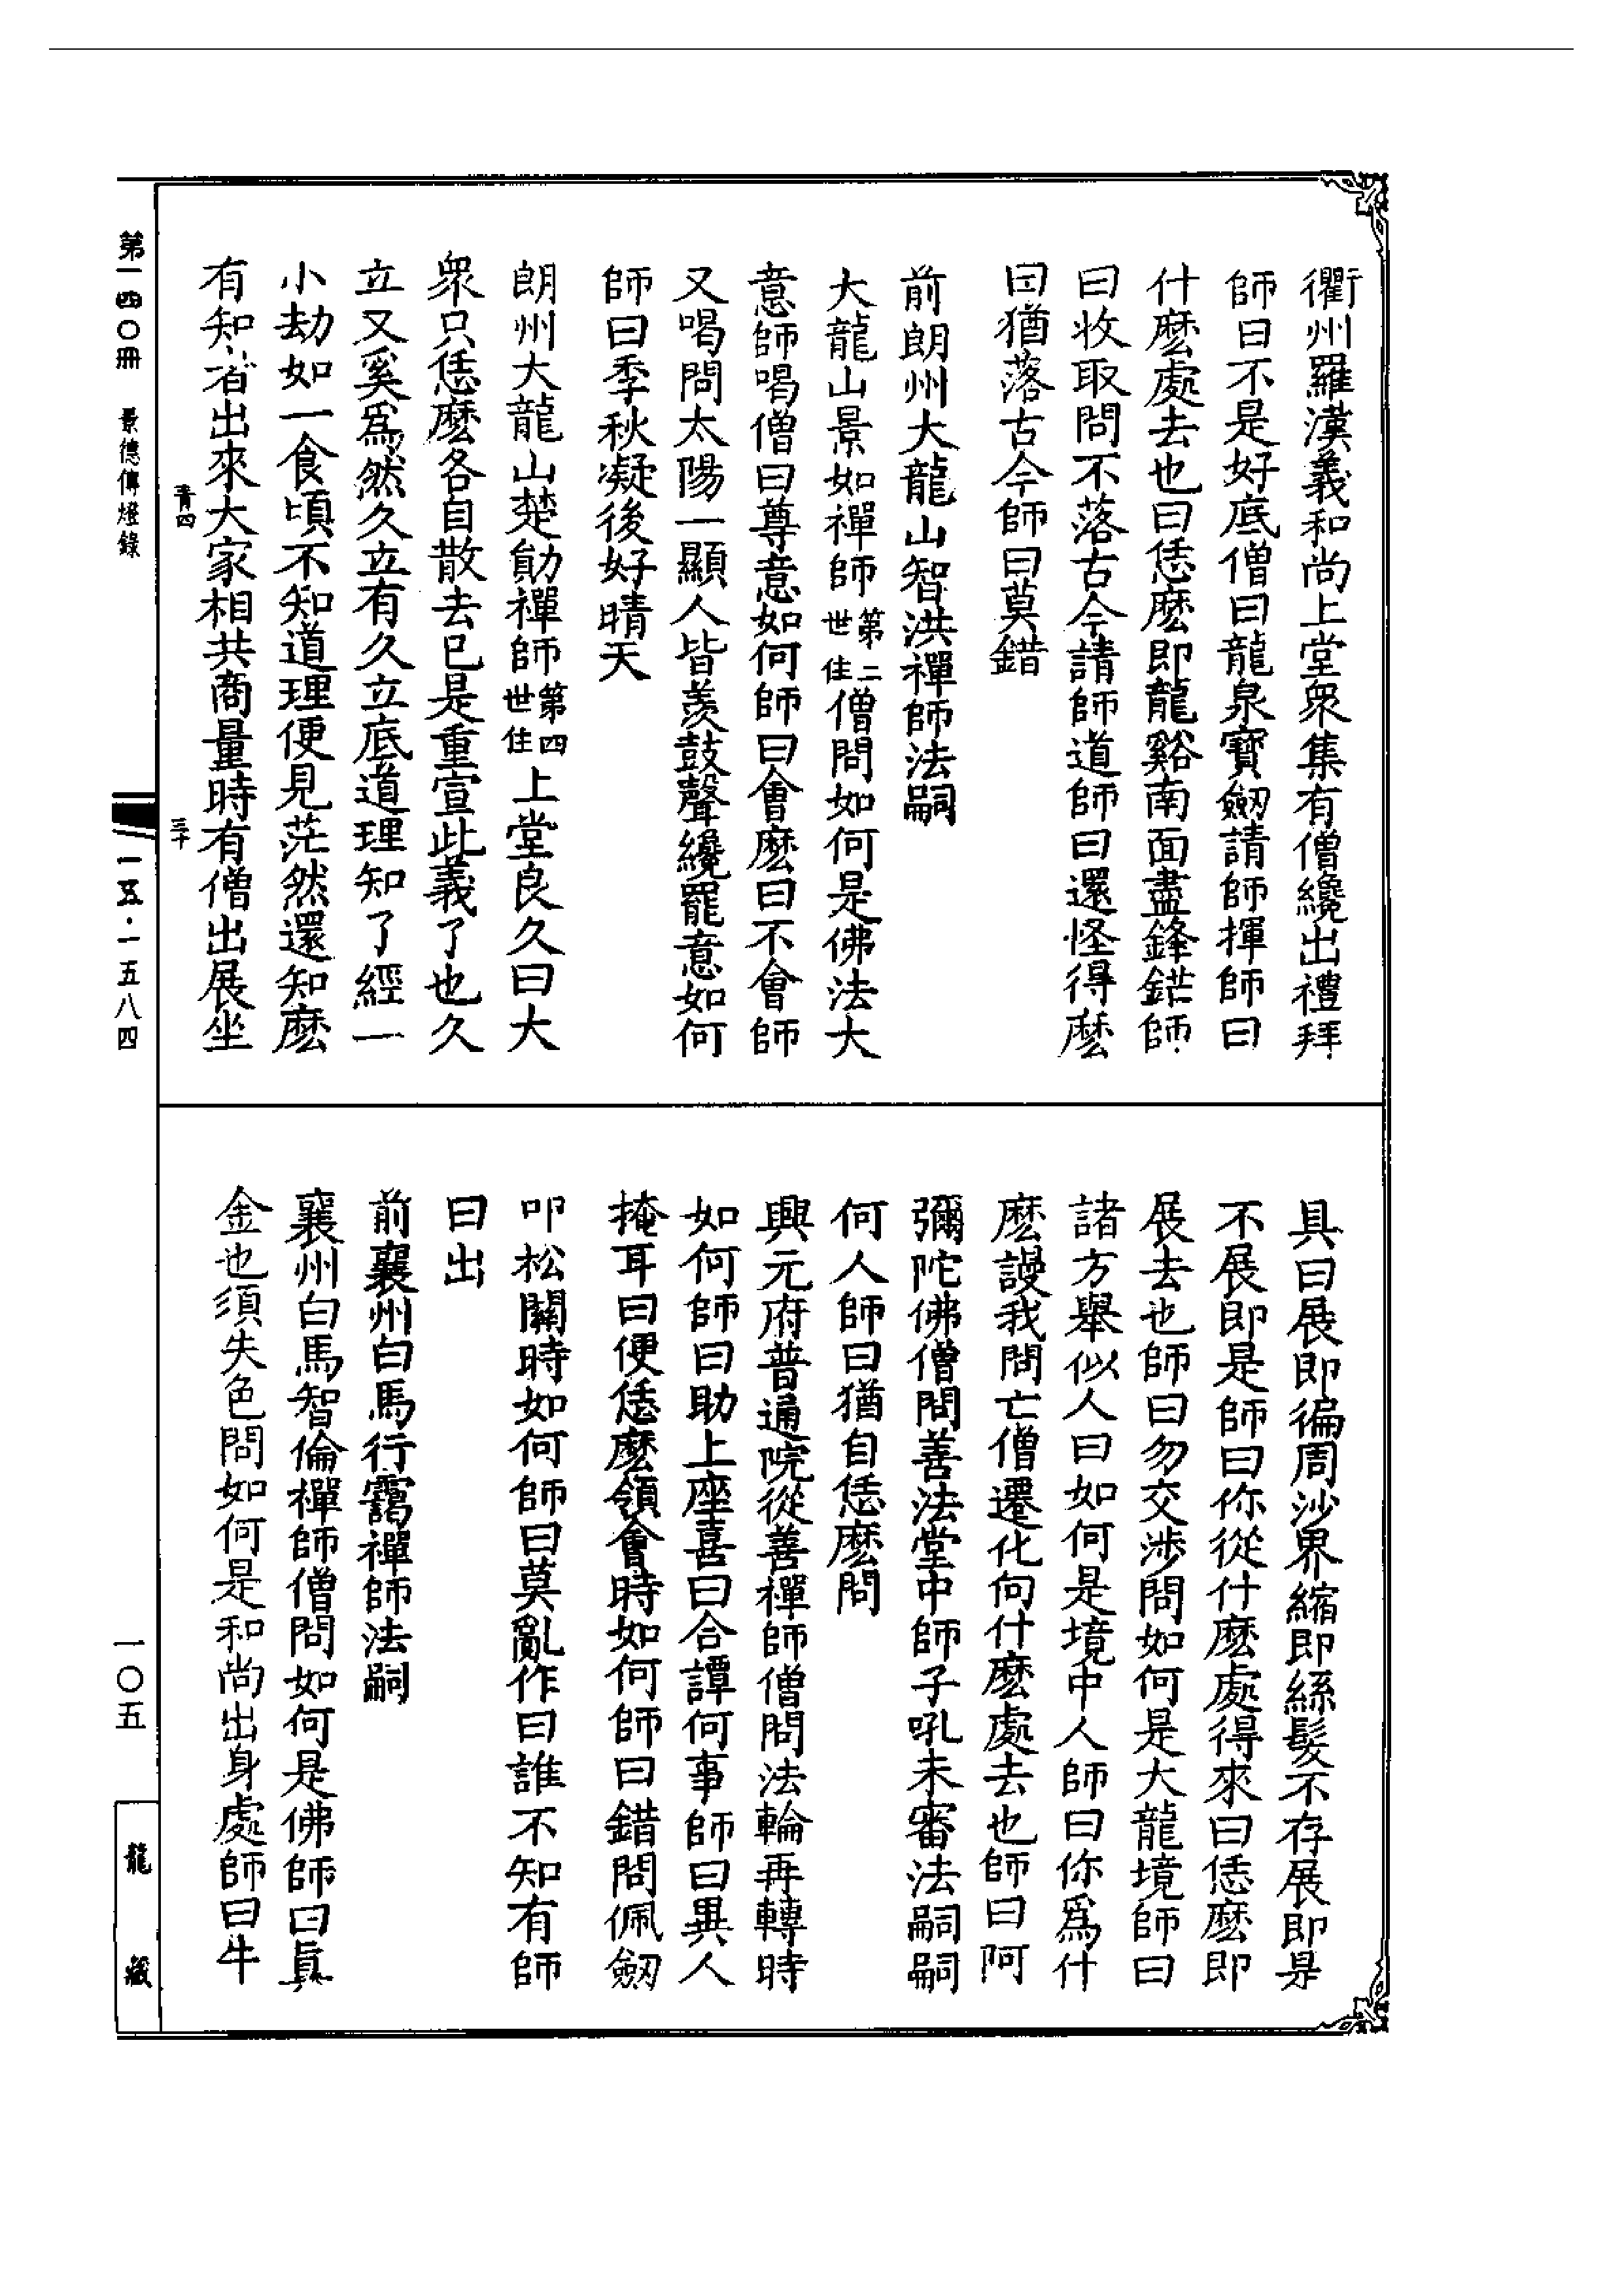 衢州羅漢義和尚上堂衆集有僧纔出禮拜
師曰不是好底僧曰龍泉寶劒請師揮師曰
什麽處去也曰恁麽即龍谿南面盡鋒鋩師
曰收取問不落古今請師道師曰還怪得麽
曰猶落古今師曰莫錯
前朗州大龍山智洪禪師法嗣
大龍山景如禪師第二世住僧問如何是佛法大
意師喝僧曰尊意如何師曰會麽曰不會師
又喝問太陽一顯人皆羨鼓聲纔罷意如何
師曰季秋凝後好晴天
朗州大龍山楚勛禪師第四世住上堂良久曰大
衆只恁麽各自散去已是重宣此義了也久
立又奚爲然久立有久立底道理知了經一
小劫如一食頃不知道理便見茫然還知麽
有知者出來大家相共商量時有僧出展坐
具曰展即徧周沙界縮即絲髮不存展即是
不展即是師曰你從什麽處得來曰恁麽即
展去也師曰勿交涉問如何是大龍境師曰
諸方舉似人曰如何是境中人師曰你爲什
麽謾我問亡僧遷化向什麽處去也師曰阿
彌陀佛僧問善法堂中師子吼未審法嗣嗣
何人師曰猶自恁麽問
興元府普通院從善禪師僧問法輪再轉時
如何師曰助上座喜曰合譚何事師曰異人
掩耳曰便恁麽領會時如何師曰錯問佩劒
叩松關時如何師曰莫亂作曰誰不知有師
曰出
前襄州白馬行靄禪師法嗣
襄州白馬智倫禪師僧問如何是佛師曰真
金也須失色問如何是和尚出身處師曰牛
青四
三十
第一四〇冊 景德傳燈錄
一五·一五八四
一〇五
龍藏